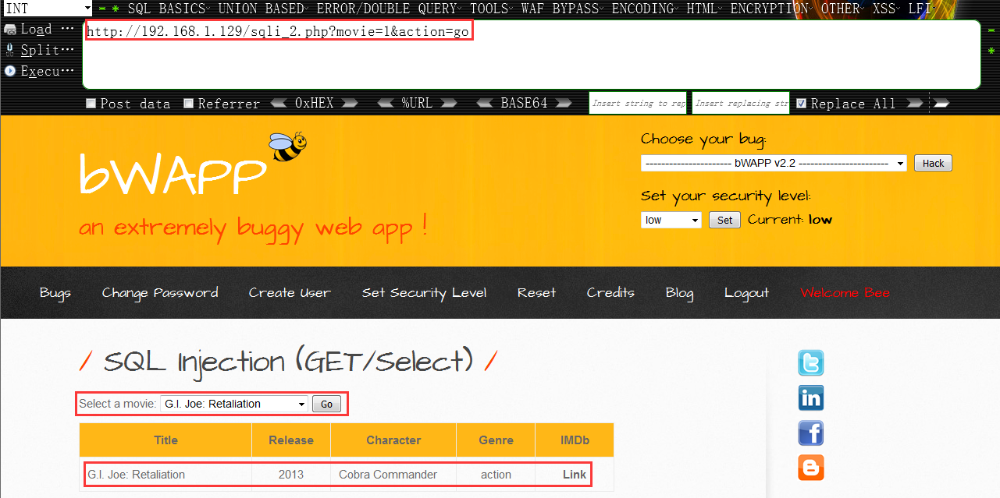 INT SQL BASICS UNION BASED ERROR/DOUBLE QUERY TOOLS WAF BYPASS ENCODING HTML ENCRYPTION OTHER XSS LFI
Load ...
http://192.168.1.129/sqli_2.php?movie=1&action=go
Split...
Execu...
Post data Referrer 0xHEX %URL BASE64 Insert string to rep Insert replacing str Replace All
bWAPP
an extremely buggy web app !
Choose your bug:
---------------------- bWAPP v2.2 ----------------------- Hack
Set your security level:
low Set Current: low
Bugs Change Password Create User Set Security Level Reset Credits Blog Logout Welcome Bee
/ SQL Injection (GET/Select) /
Select a movie: G.I. Joe: Retaliation Go
Title Release Character Genre IMDb
G.I. Joe: Retaliation 2013 Cobra Commander action Link